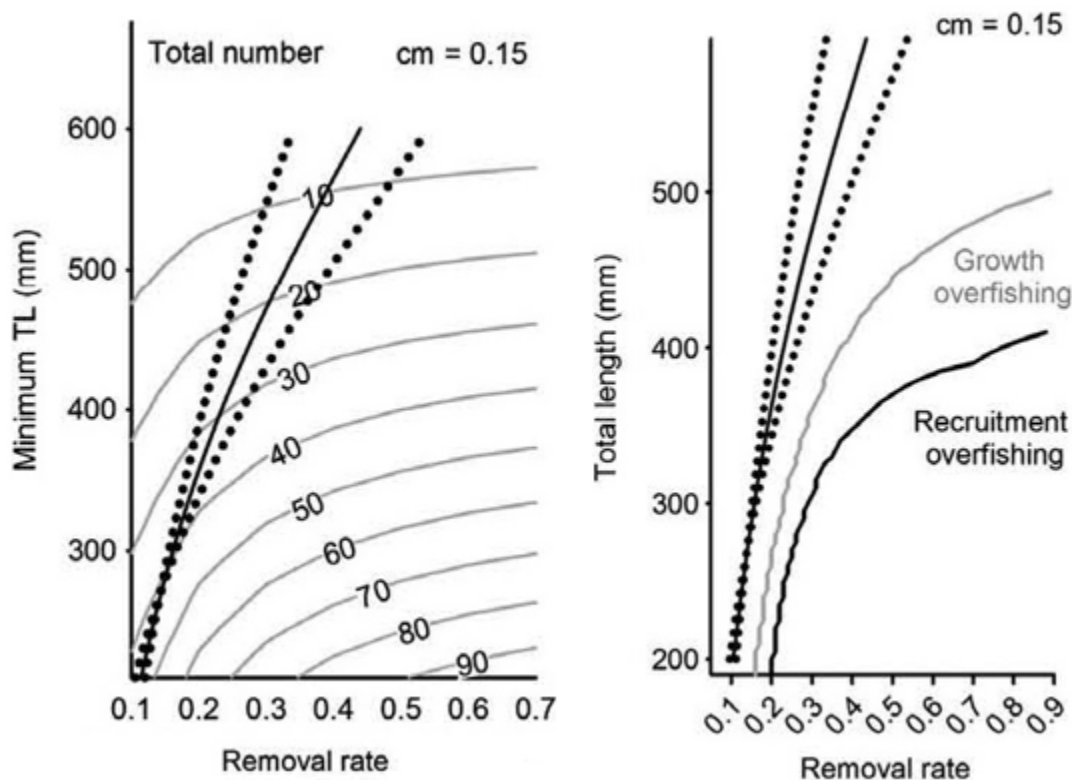 Total number
cm = 0.15
Minimum TL (mm)
600
500
400
300
10
20
30
40
50
60
70
80
90
0.1 0.2 0.3 0.4 0.5 0.6 0.7
Removal rate
cm = 0.15
Total length (mm)
500
400
300
200
Growth
overfishing
Recruitment
overfishing
0.1 0.2 0.3 0.4 0.5 0.6 0.7 0.8 0.9
Removal rate